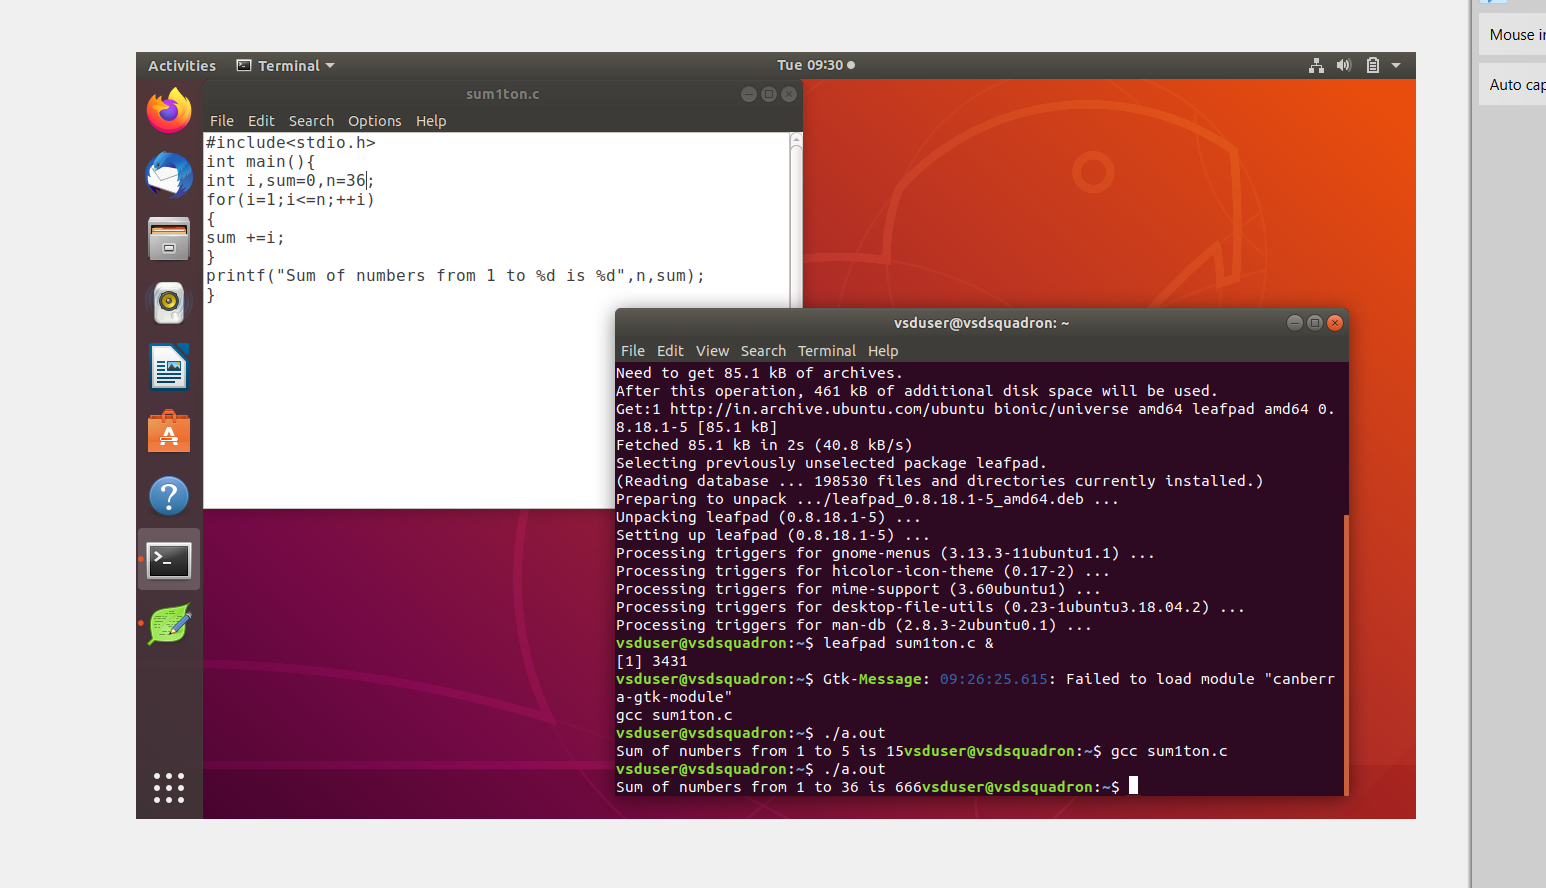 Activities
Terminal
Tue 09:30
sum1ton.c
File Edit Search Options Help
#include<stdio.h>
int main(){
int i,sum=0,n=36;
for(i=1;i<=n;++i)
{
sum +=i;
}
printf("Sum of numbers from 1 to %d is %d",n,sum);
}
vsduser@vsdsquadron: ~
File Edit View Search Terminal Help
Need to get 85.1 kB of archives.
After this operation, 461 kB of additional disk space will be used.
Get:1 http://in.archive.ubuntu.com/ubuntu bionic/universe amd64 leafpad amd64 0.
8.18.1-5 [85.1 kB]
Fetched 85.1 kB in 2s (40.8 kB/s)
Selecting previously unselected package leafpad.
(Reading database ... 198530 files and directories currently installed.)
Preparing to unpack .../leafpad_0.8.18.1-5_amd64.deb ...
Unpacking leafpad (0.8.18.1-5) ...
Setting up leafpad (0.8.18.1-5) ...
Processing triggers for gnome-menus (3.13.3-11ubuntu1.1) ...
Processing triggers for hicolor-icon-theme (0.17-2) ...
Processing triggers for mime-support (3.60ubuntu1) ...
Processing triggers for desktop-file-utils (0.23-1ubuntu3.18.04.2) ...
Processing triggers for man-db (2.8.3-2ubuntu0.1) ...
vsduser@vsdsquadron:~$ leafpad sum1ton.c &
[1] 3431
vsduser@vsdsquadron:~$ Gtk-Message: 09:26:25.615: Failed to load module "canberr
a-gtk-module"
gcc sum1ton.c
vsduser@vsdsquadron:~$ ./a.out
Sum of numbers from 1 to 5 is 15vsduser@vsdsquadron:~$ gcc sum1ton.c
vsduser@vsdsquadron:~$ ./a.out
Sum of numbers from 1 to 36 is 666vsduser@vsdsquadron:~$
Mouse
Auto